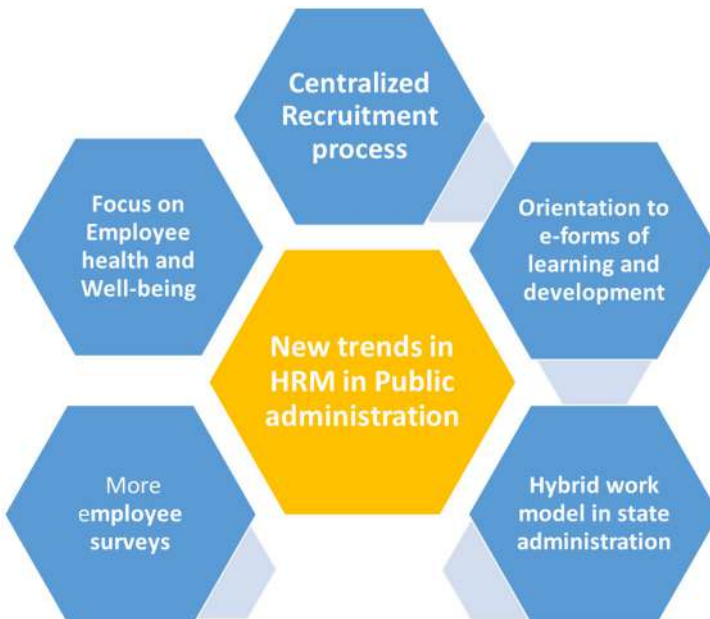 Centralized
Recruitment
process
Orientation to
e-forms of
learning and
development
Hybrid work
model in state
administration
More
employee
surveys
Focus on
Employee
health and
Well-being
New trends in
HRM in Public
administration